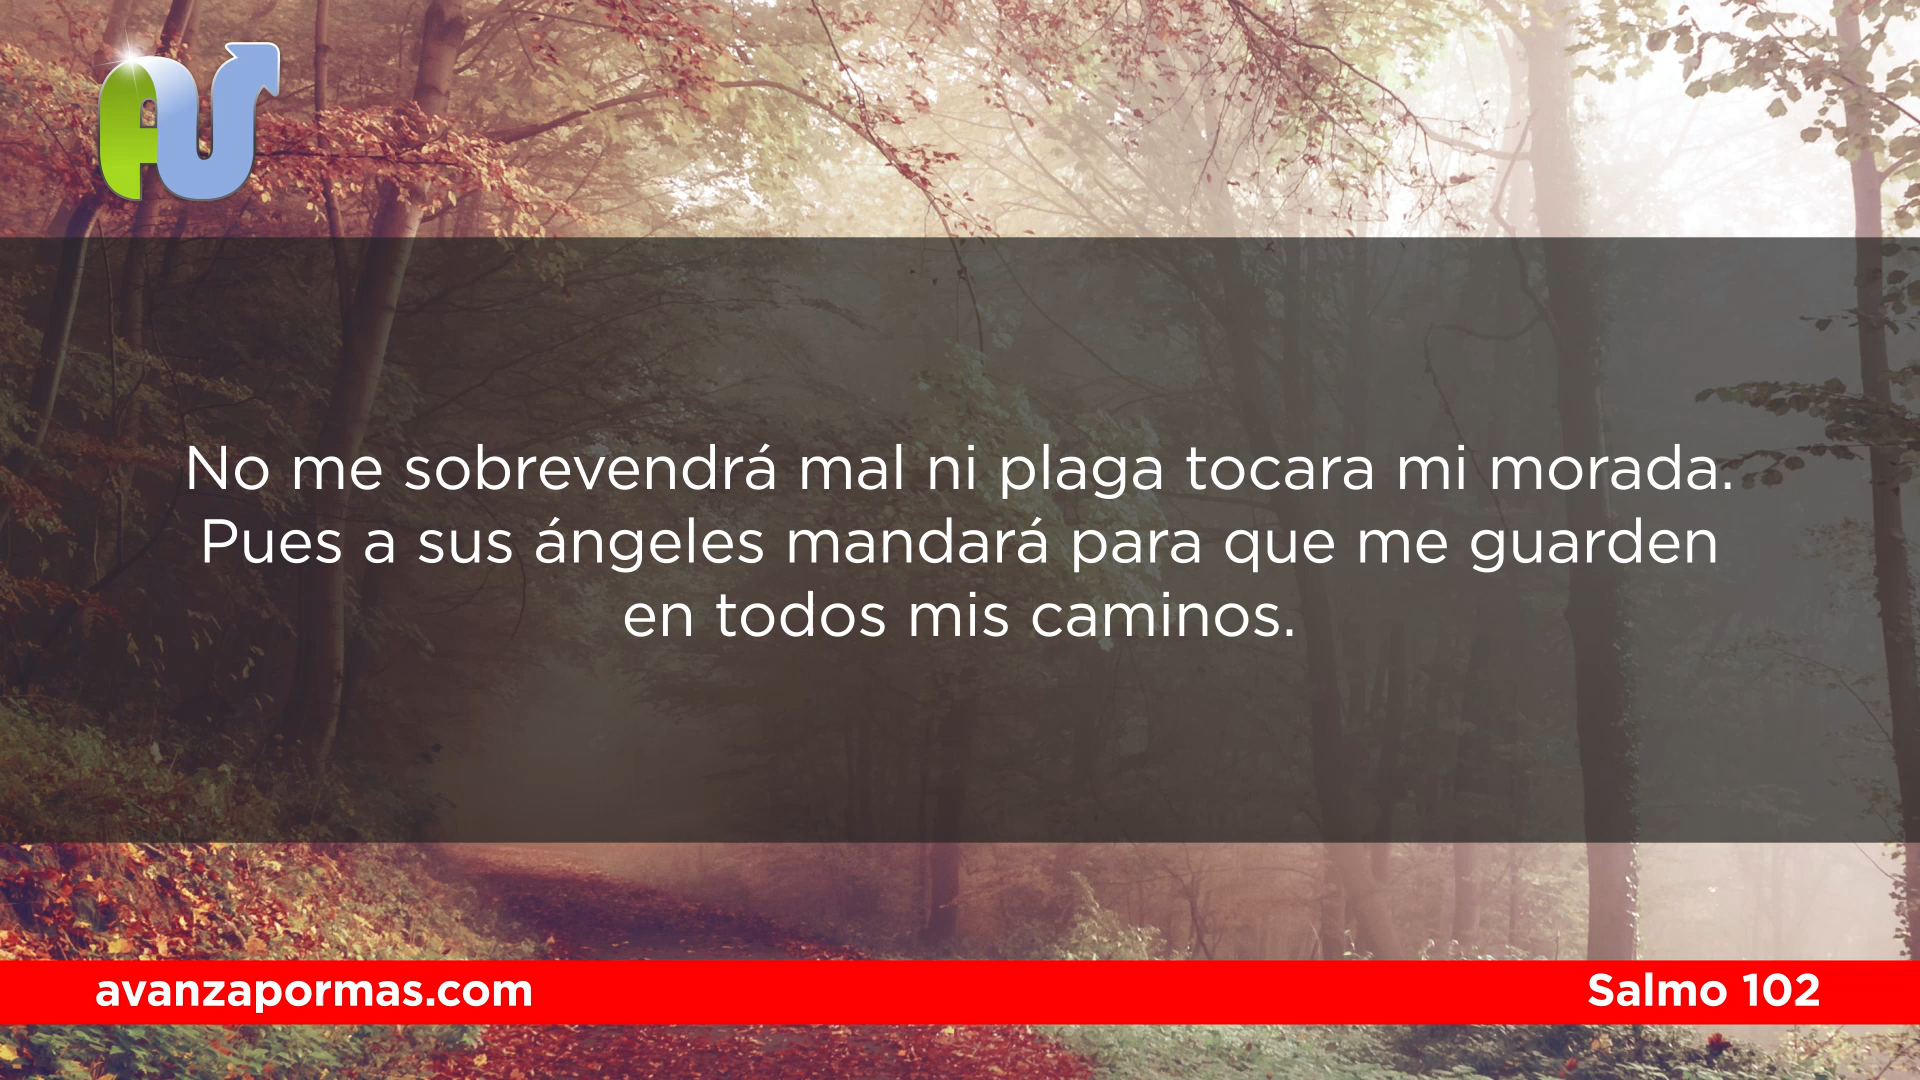 No me sobrevendrá mal ni plaga tocara mi morada.
Pues a sus ángeles mandará para que me guarden
en todos mis caminos.
avanzapormas.com
Salmo 102